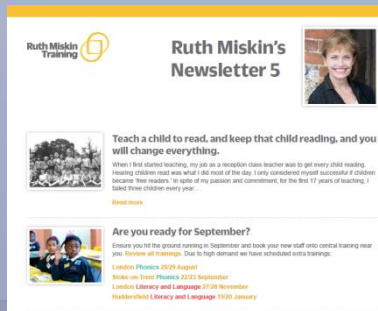 Ruth Miskin
Training
Ruth Miskin's
Newsletter 5
Teach a child to read, and keep that child reading, and you
will change everything.
When I first started teaching, my job as a reception class teacher was to get every child reading.
Hearing children read was what I did most of the day. I only considered myself successful if children
became 'free readers.' In spite of my passion and commitment, for the first 17 years of teaching, I
failed three children every year...
Read more
Are you ready for September?
Ensure you hit the ground running in September and book your new staff onto central training near
you. Review all trainings. Due to high demand we have scheduled extra trainings:
London Phonics 28/29 August
Stoke-on-Trent Phonics 22/23 September
London Literacy and Language 27/28 November
Huddersfield Literacy and Language 19/20 January